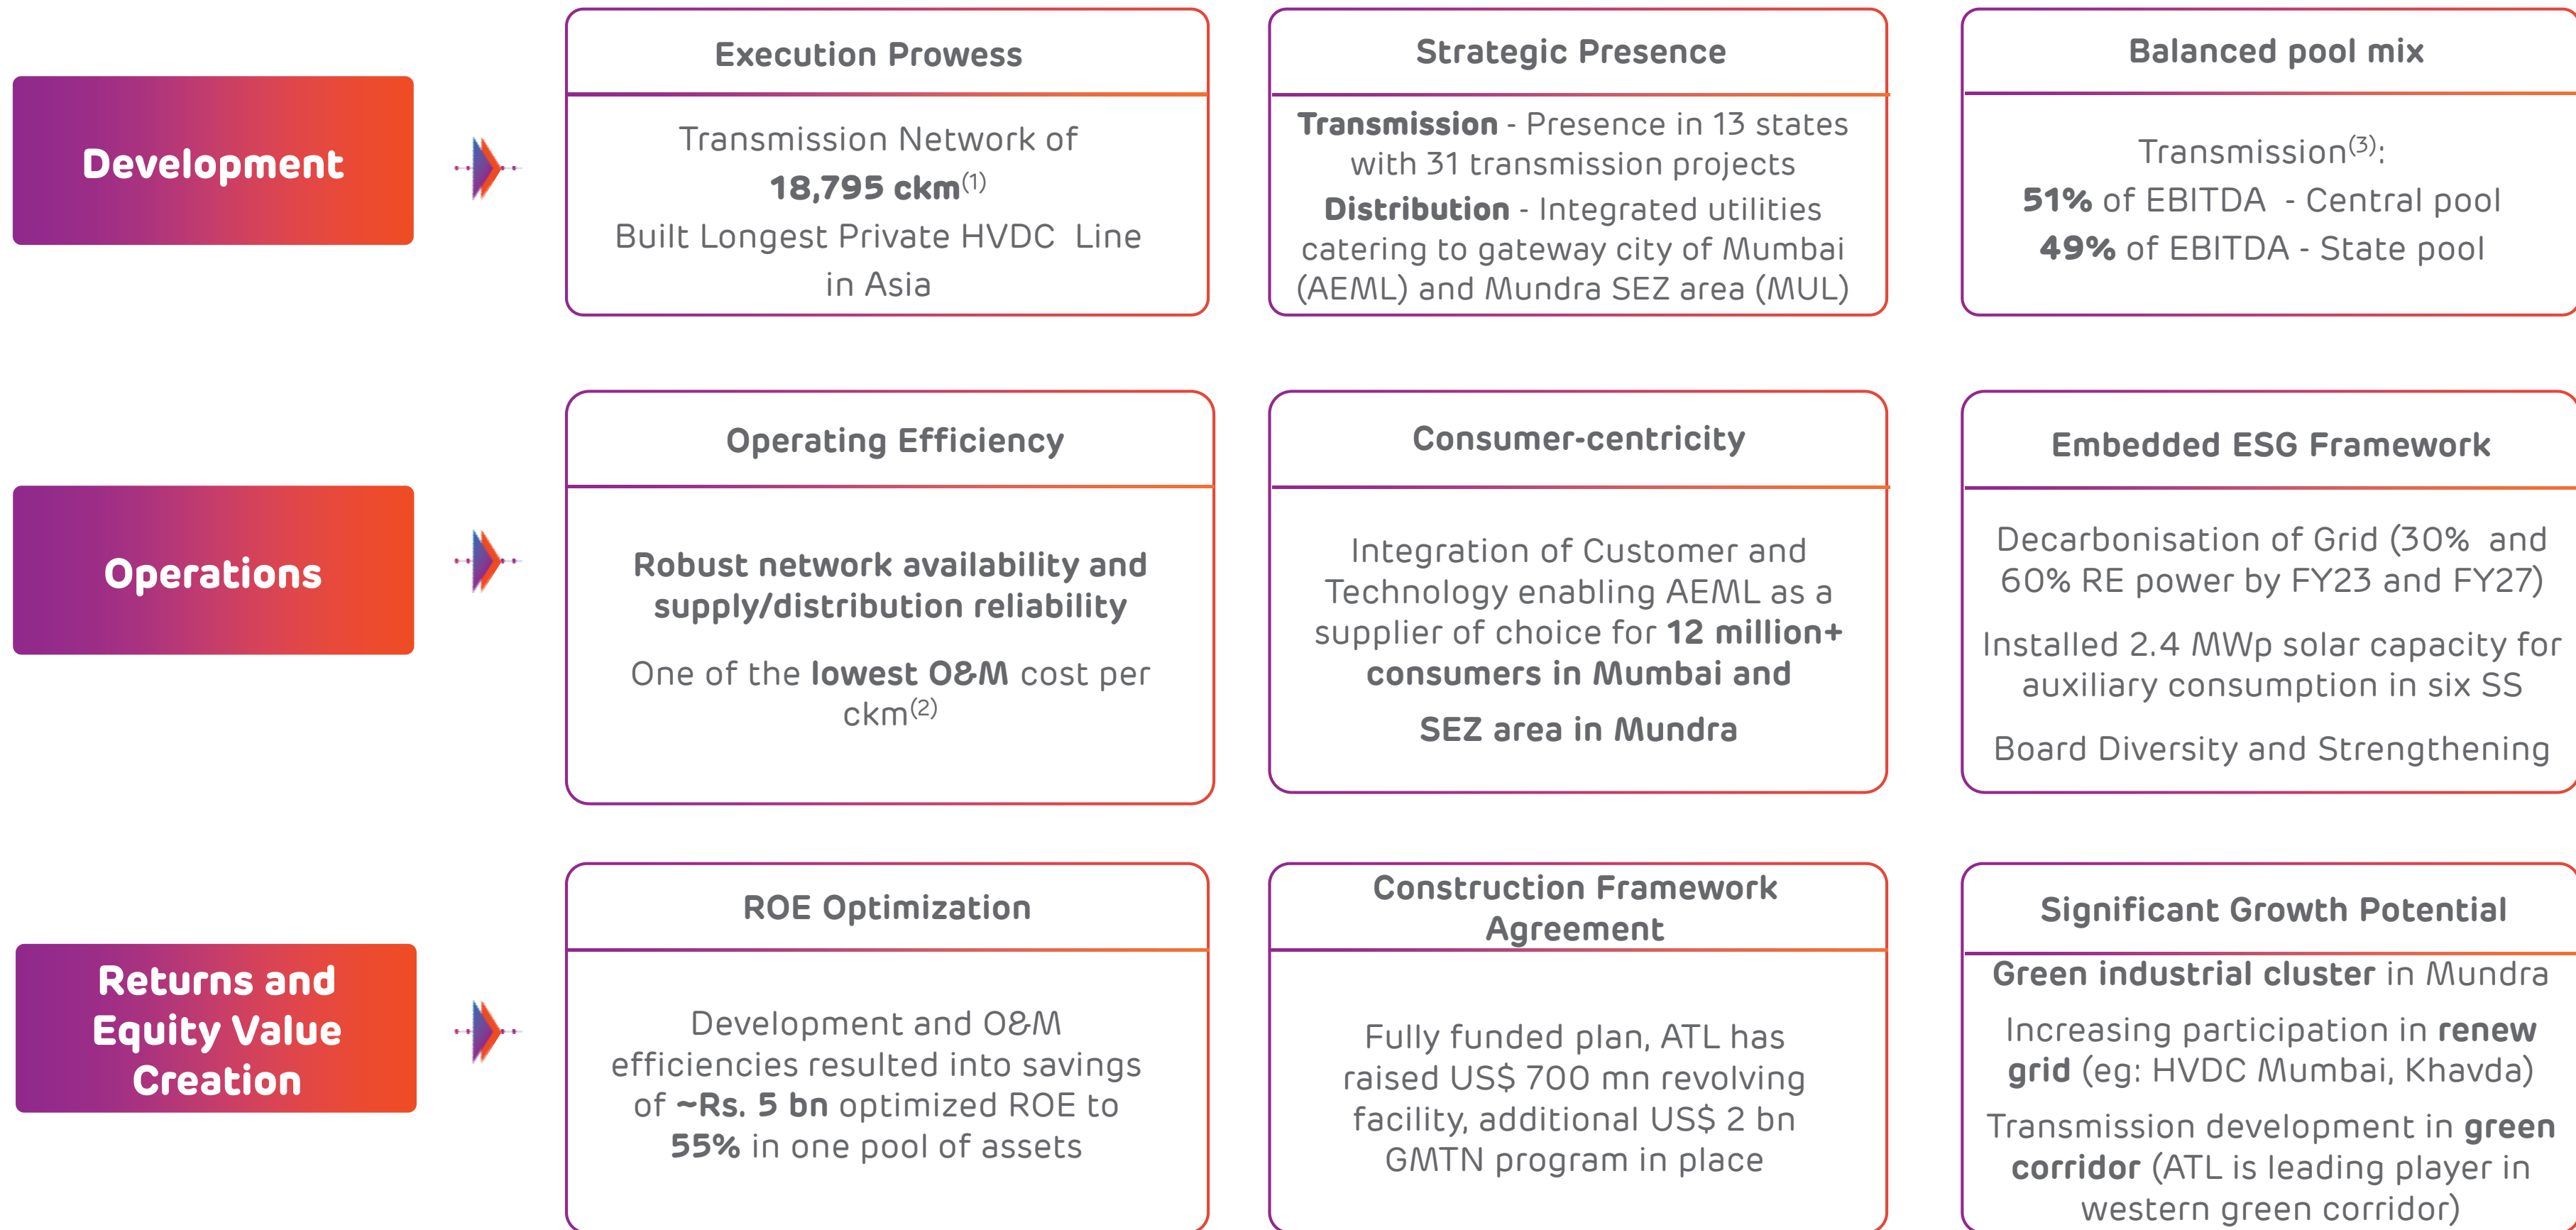 Development
Execution Prowess
Transmission Network of
18,795 ckm(1)
Built Longest Private HVDC Line
in Asia
Strategic Presence
Transmission - Presence in 13 states
with 31 transmission projects
Distribution - Integrated utilities
catering to gateway city of Mumbai
(AEML) and Mundra SEZ area (MUL)
Balanced pool mix
Transmission(3):
51% of EBITDA - Central pool
49% of EBITDA - State pool
Operations
Operating Efficiency
Robust network availability and
supply/distribution reliability
One of the lowest O&M cost per
ckm(2)
Consumer-centricity
Integration of Customer and
Technology enabling AEML as a
supplier of choice for 12 million+
consumers in Mumbai and
SEZ area in Mundra
Embedded ESG Framework
Decarbonisation of Grid (30% and
60% RE power by FY23 and FY27)
Installed 2.4 MWp solar capacity for
auxiliary consumption in six SS
Board Diversity and Strengthening
Returns and
Equity Value
Creation
ROE Optimization
Development and O&M
efficiencies resulted into savings
of ~Rs. 5 bn optimized ROE to
55% in one pool of assets
Construction Framework
Agreement
Fully funded plan, ATL has
raised US$ 700 mn revolving
facility, additional US$ 2 bn
GMTN program in place
Significant Growth Potential
Green industrial cluster in Mundra
Increasing participation in renew
grid (eg: HVDC Mumbai, Khavda)
Transmission development in green
corridor (ATL is leading player in
western green corridor)